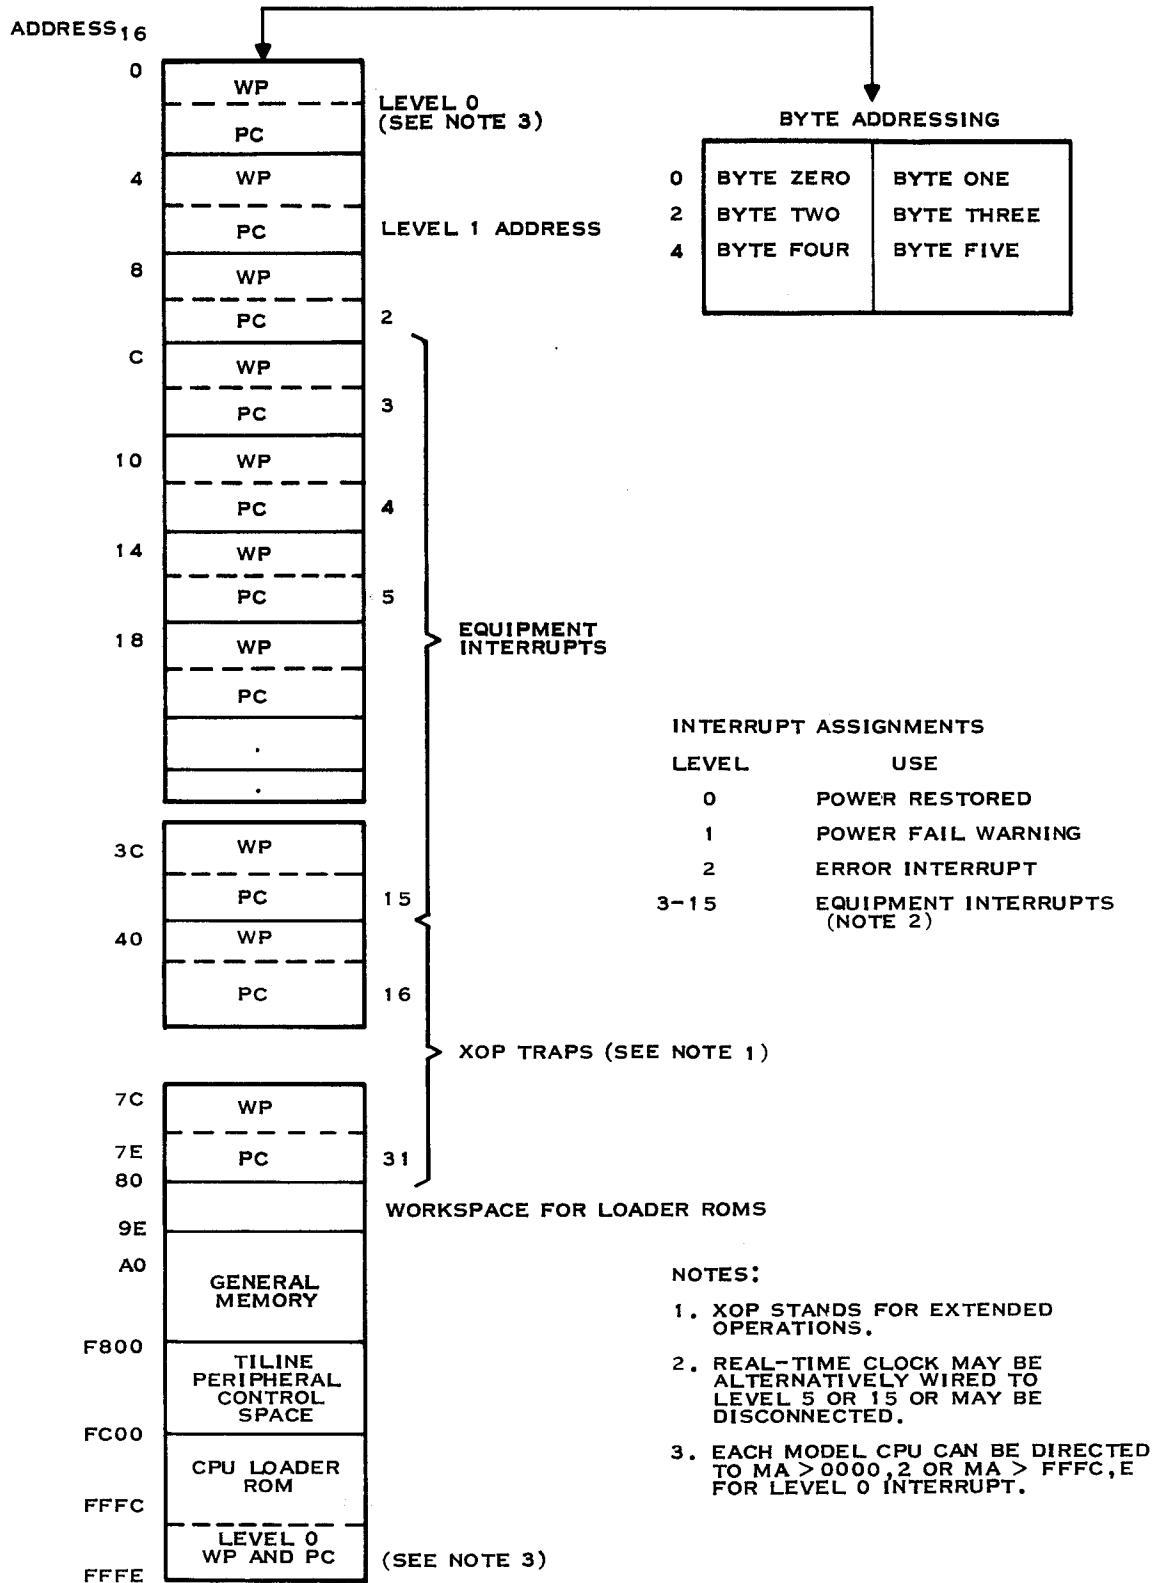 ADDRESS16
0
WP
PC
LEVEL 0
(SEE NOTE 3)
4
WP
PC
LEVEL 1 ADDRESS
8
WP
PC
2
C
WP
PC
3
10
WP
PC
4
14
WP
PC
5
18
WP
PC
.
.
EQUIPMENT
INTERRUPTS
3C
WP
PC
15
40
WP
PC
16
XOP TRAPS (SEE NOTE 1)
7C
WP
7E
PC
31
80
WORKSPACE FOR LOADER ROMS
9E
A0
GENERAL
MEMORY
F800
TILINE
PERIPHERAL
CONTROL
SPACE
FC00
CPU LOADER
ROM
FFFC
LEVEL 0
WP AND PC
(SEE NOTE 3)
FFFE
BYTE ADDRESSING
0 BYTE ZERO BYTE ONE
2 BYTE TWO BYTE THREE
4 BYTE FOUR BYTE FIVE
INTERRUPT ASSIGNMENTS
LEVEL USE
0 POWER RESTORED
1 POWER FAIL WARNING
2 ERROR INTERRUPT
3-15 EQUIPMENT INTERRUPTS
(NOTE 2)
NOTES:
1. XOP STANDS FOR EXTENDED
OPERATIONS.
2. REAL-TIME CLOCK MAY BE
ALTERNATIVELY WIRED TO
LEVEL 5 OR 15 OR MAY BE
DISCONNECTED.
3. EACH MODEL CPU CAN BE DIRECTED
TO MA >0000,2 OR MA > FFFC,E
FOR LEVEL 0 INTERRUPT.